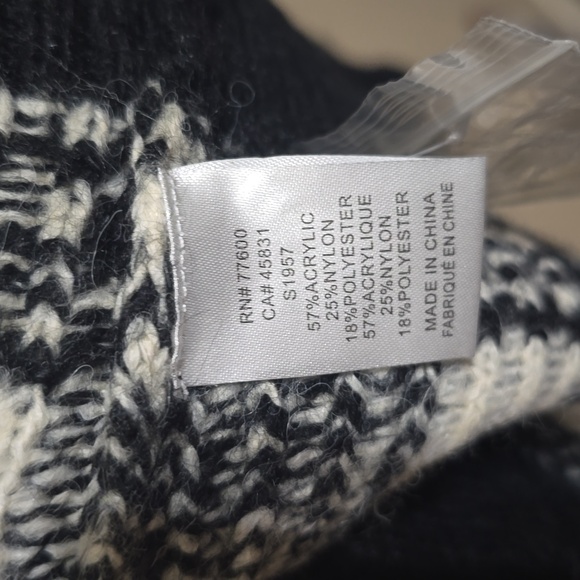 RN# 77600
CA# 45831
S1957
57%ACRYLIC
25%NYLON
18%POLYESTER
57%ACRYLIQUE
25%NYLON
18%POLYESTER
MADE IN CHINA
FABRIQUÉ EN CHINE